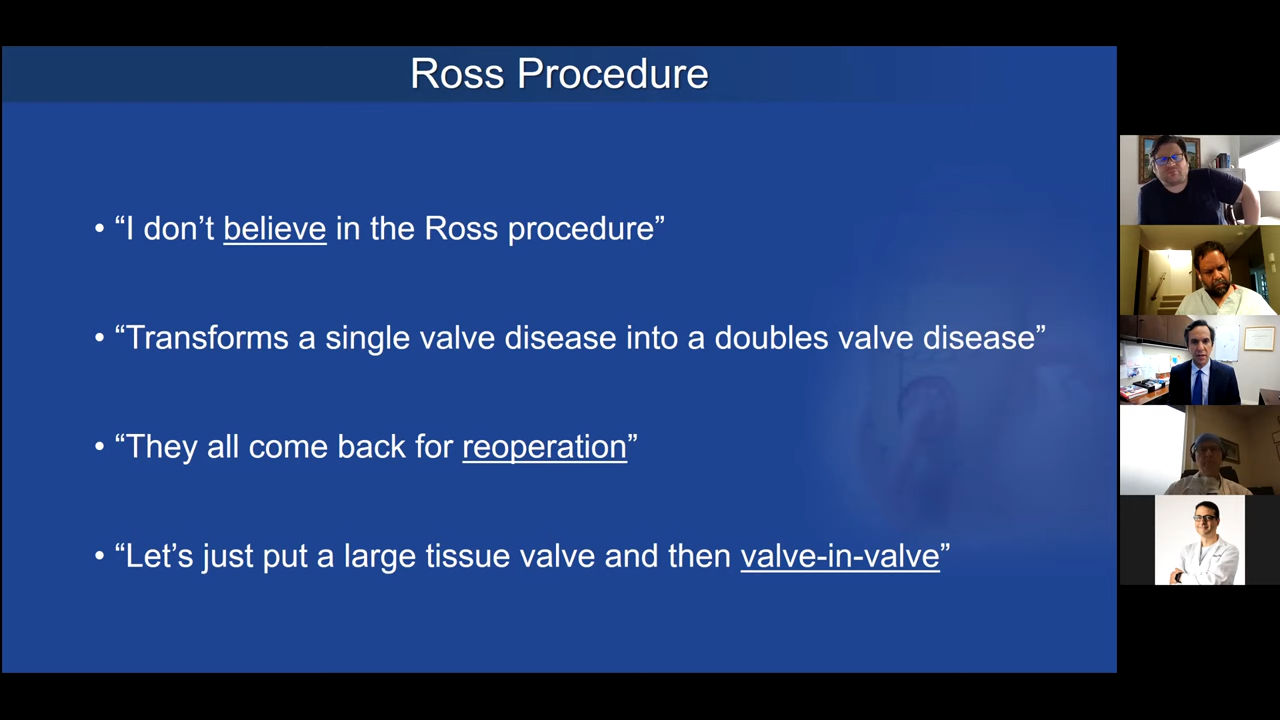 Ross Procedure
• “I don’t believe in the Ross procedure”
• “Transforms a single valve disease into a doubles valve disease”
• “They all come back for reoperation”
• “Let’s just put a large tissue valve and then valve-in-valve”